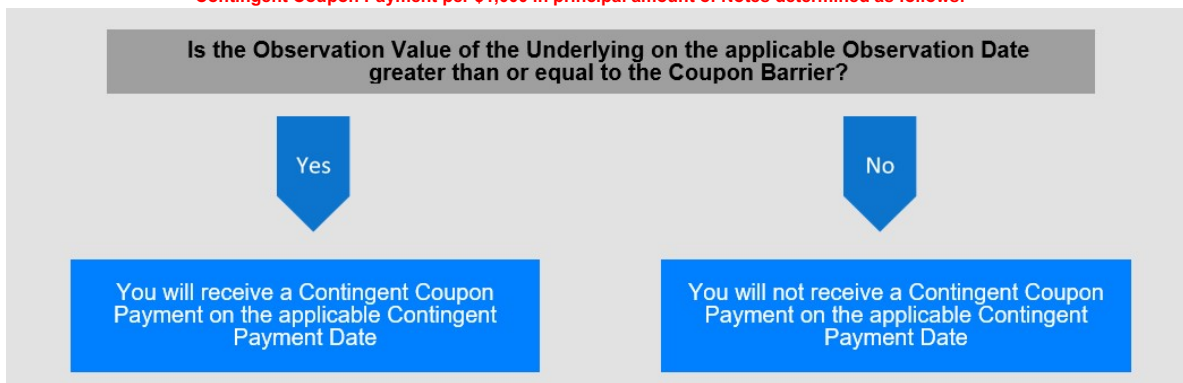 Contingent Coupon Payment per $1,000 in principal amount of Notes determined as follows:
Is the Observation Value of the Underlying on the applicable Observation Date
greater than or equal to the Coupon Barrier?
Yes
No
You will receive a Contingent Coupon
Payment on the applicable Contingent
Payment Date
You will not receive a Contingent Coupon
Payment on the applicable Contingent
Payment Date